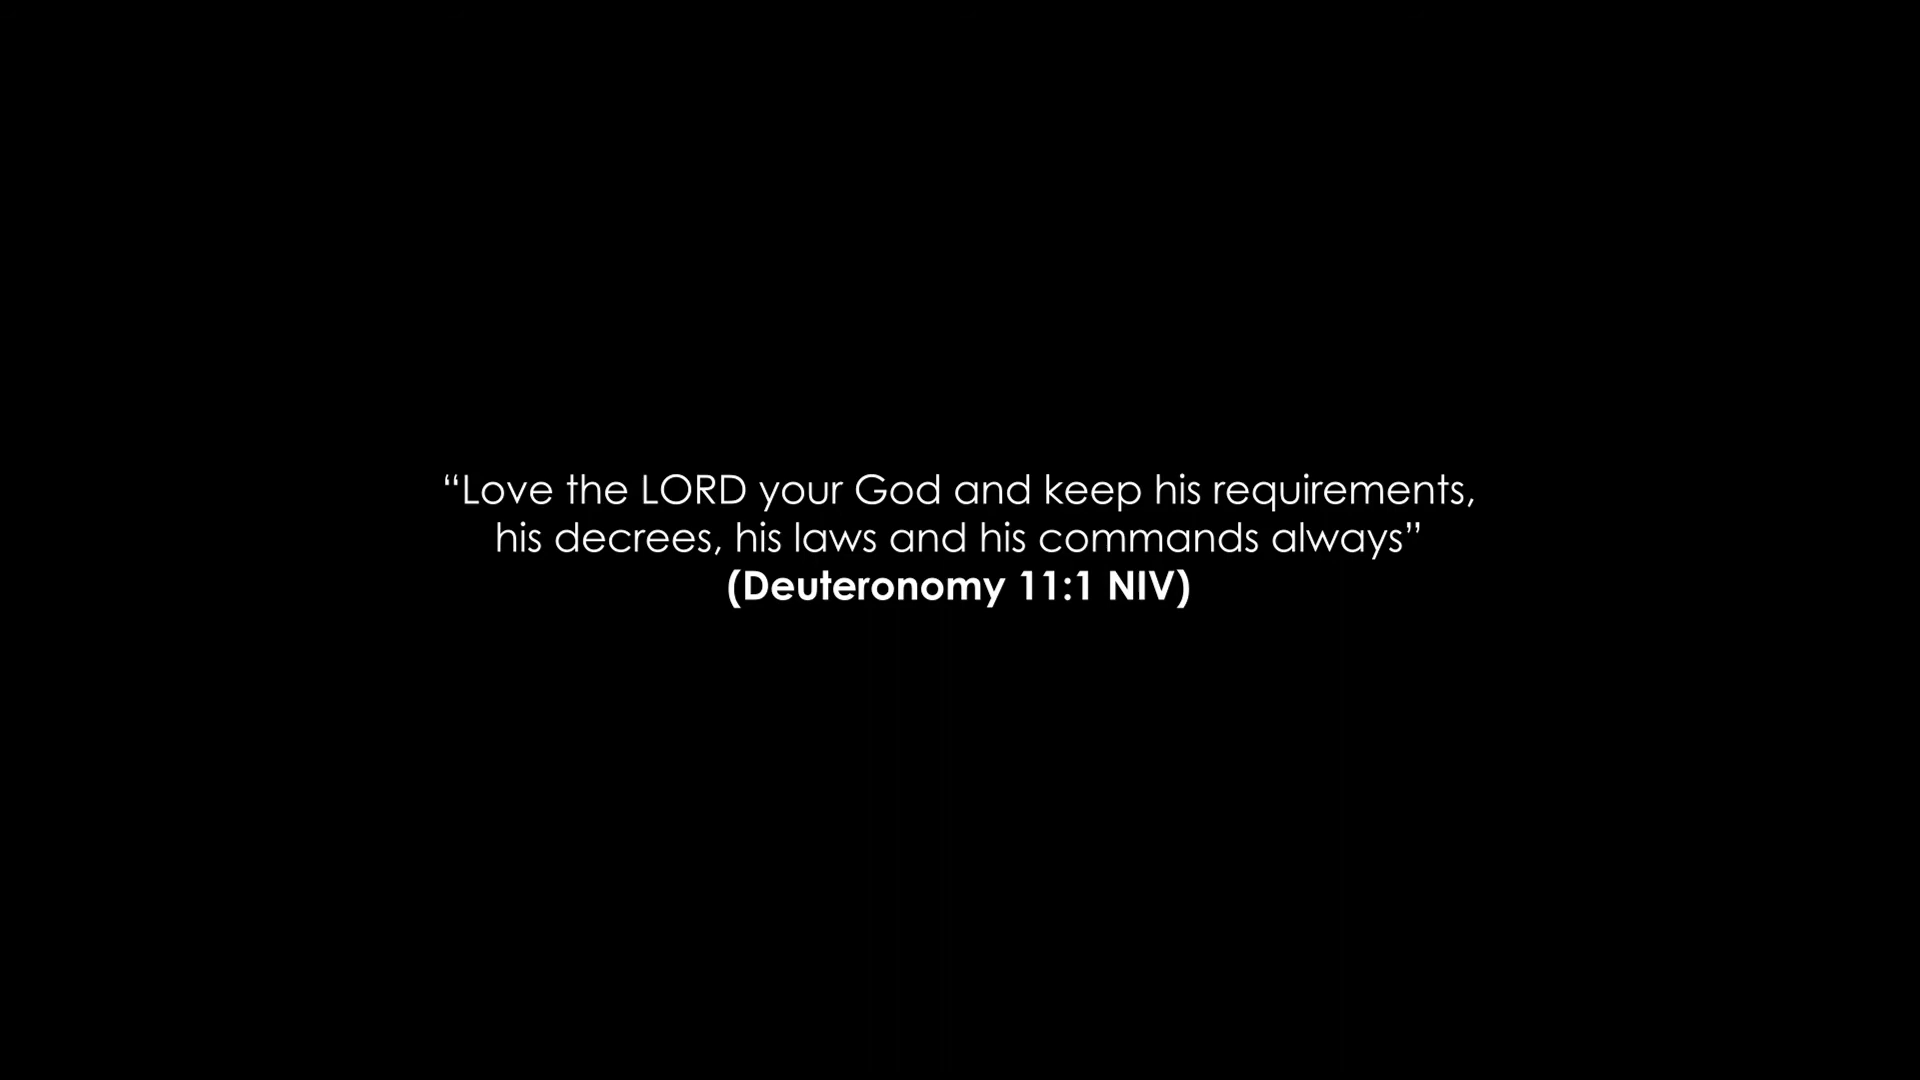 “Love the LORD your God and keep his requirements,
his decrees, his laws and his commands always”
(Deuteronomy 11:1 NIV)